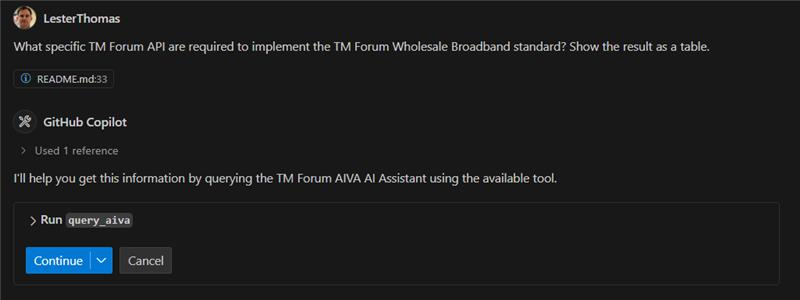 LesterThomas
What specific TM Forum API are required to implement the TM Forum Wholesale Broadband standard? Show the result as a table.
README.md:33
GitHub Copilot
Used 1 reference
I'll help you get this information by querying the TM Forum AIVA AI Assistant using the available tool.
Run query_aiva
Continue Cancel